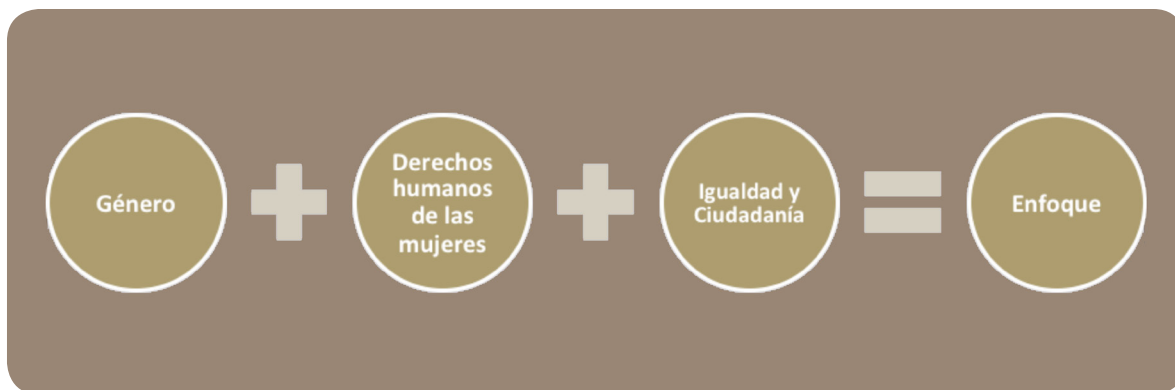 Género
Derechos
humanos
de las
mujeres
Igualdad y
Ciudadanía
Enfoque